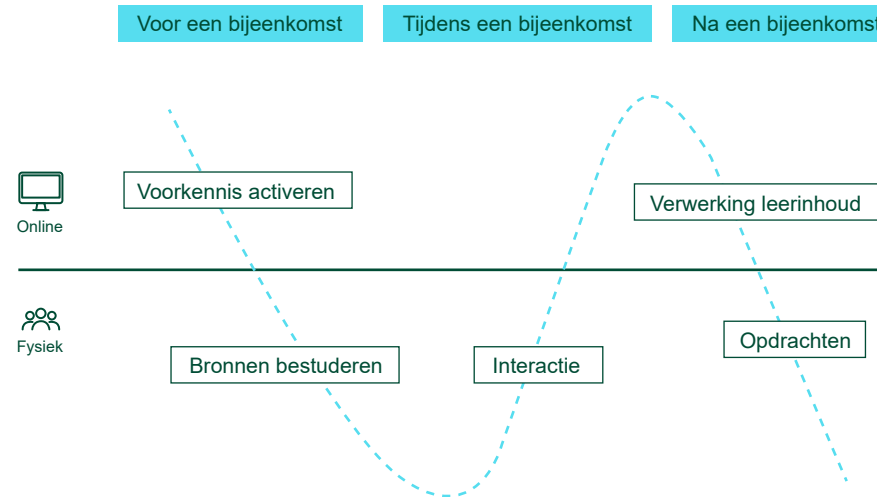 Voor een bijeenkomst
Tijdens een bijeenkomst
Na een bijeenkomst
Voorkennis activeren
Verwerking leerinhoud
Online
Opdrachten
Fysiek
Bronnen bestuderen
Interactie